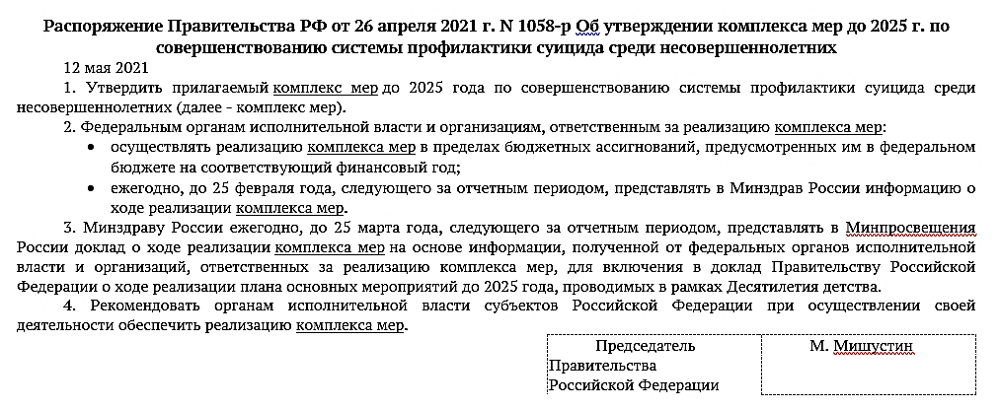 Распоряжение Правительства РФ от 26 апреля 2021 г. N 1058-р Об утверждении комплекса мер до 2025 г. по
совершенствованию системы профилактики суицида среди несовершеннолетних
12 мая 2021
1. Утвердить прилагаемый комплекс мер до 2025 года по совершенствованию системы профилактики суицида среди
несовершеннолетних (далее - комплекс мер).
2. Федеральным органам исполнительной власти и организациям, ответственным за реализацию комплекса мер:
• осуществлять реализацию комплекса мер в пределах бюджетных ассигнований, предусмотренных им в федеральном
бюджете на соответствующий финансовый год;
• ежегодно, до 25 февраля года, следующего за отчетным периодом, представлять в Минздрав России информацию о
ходе реализации комплекса мер.
3. Минздраву России ежегодно, до 25 марта года, следующего за отчетным периодом, представлять в Минпросвещения
России доклад о ходе реализации комплекса мер на основе информации, полученной от федеральных органов исполнительной
власти и организаций, ответственных за реализацию комплекса мер, для включения в доклад Правительству Российской
Федерации о ходе реализации плана основных мероприятий до 2025 года, проводимых в рамках Десятилетия детства.
4. Рекомендовать органам исполнительной власти субъектов Российской Федерации при осуществлении своей
деятельности обеспечить реализацию комплекса мер.
Председатель
Правительства
Российской Федерации
М. Мишустин